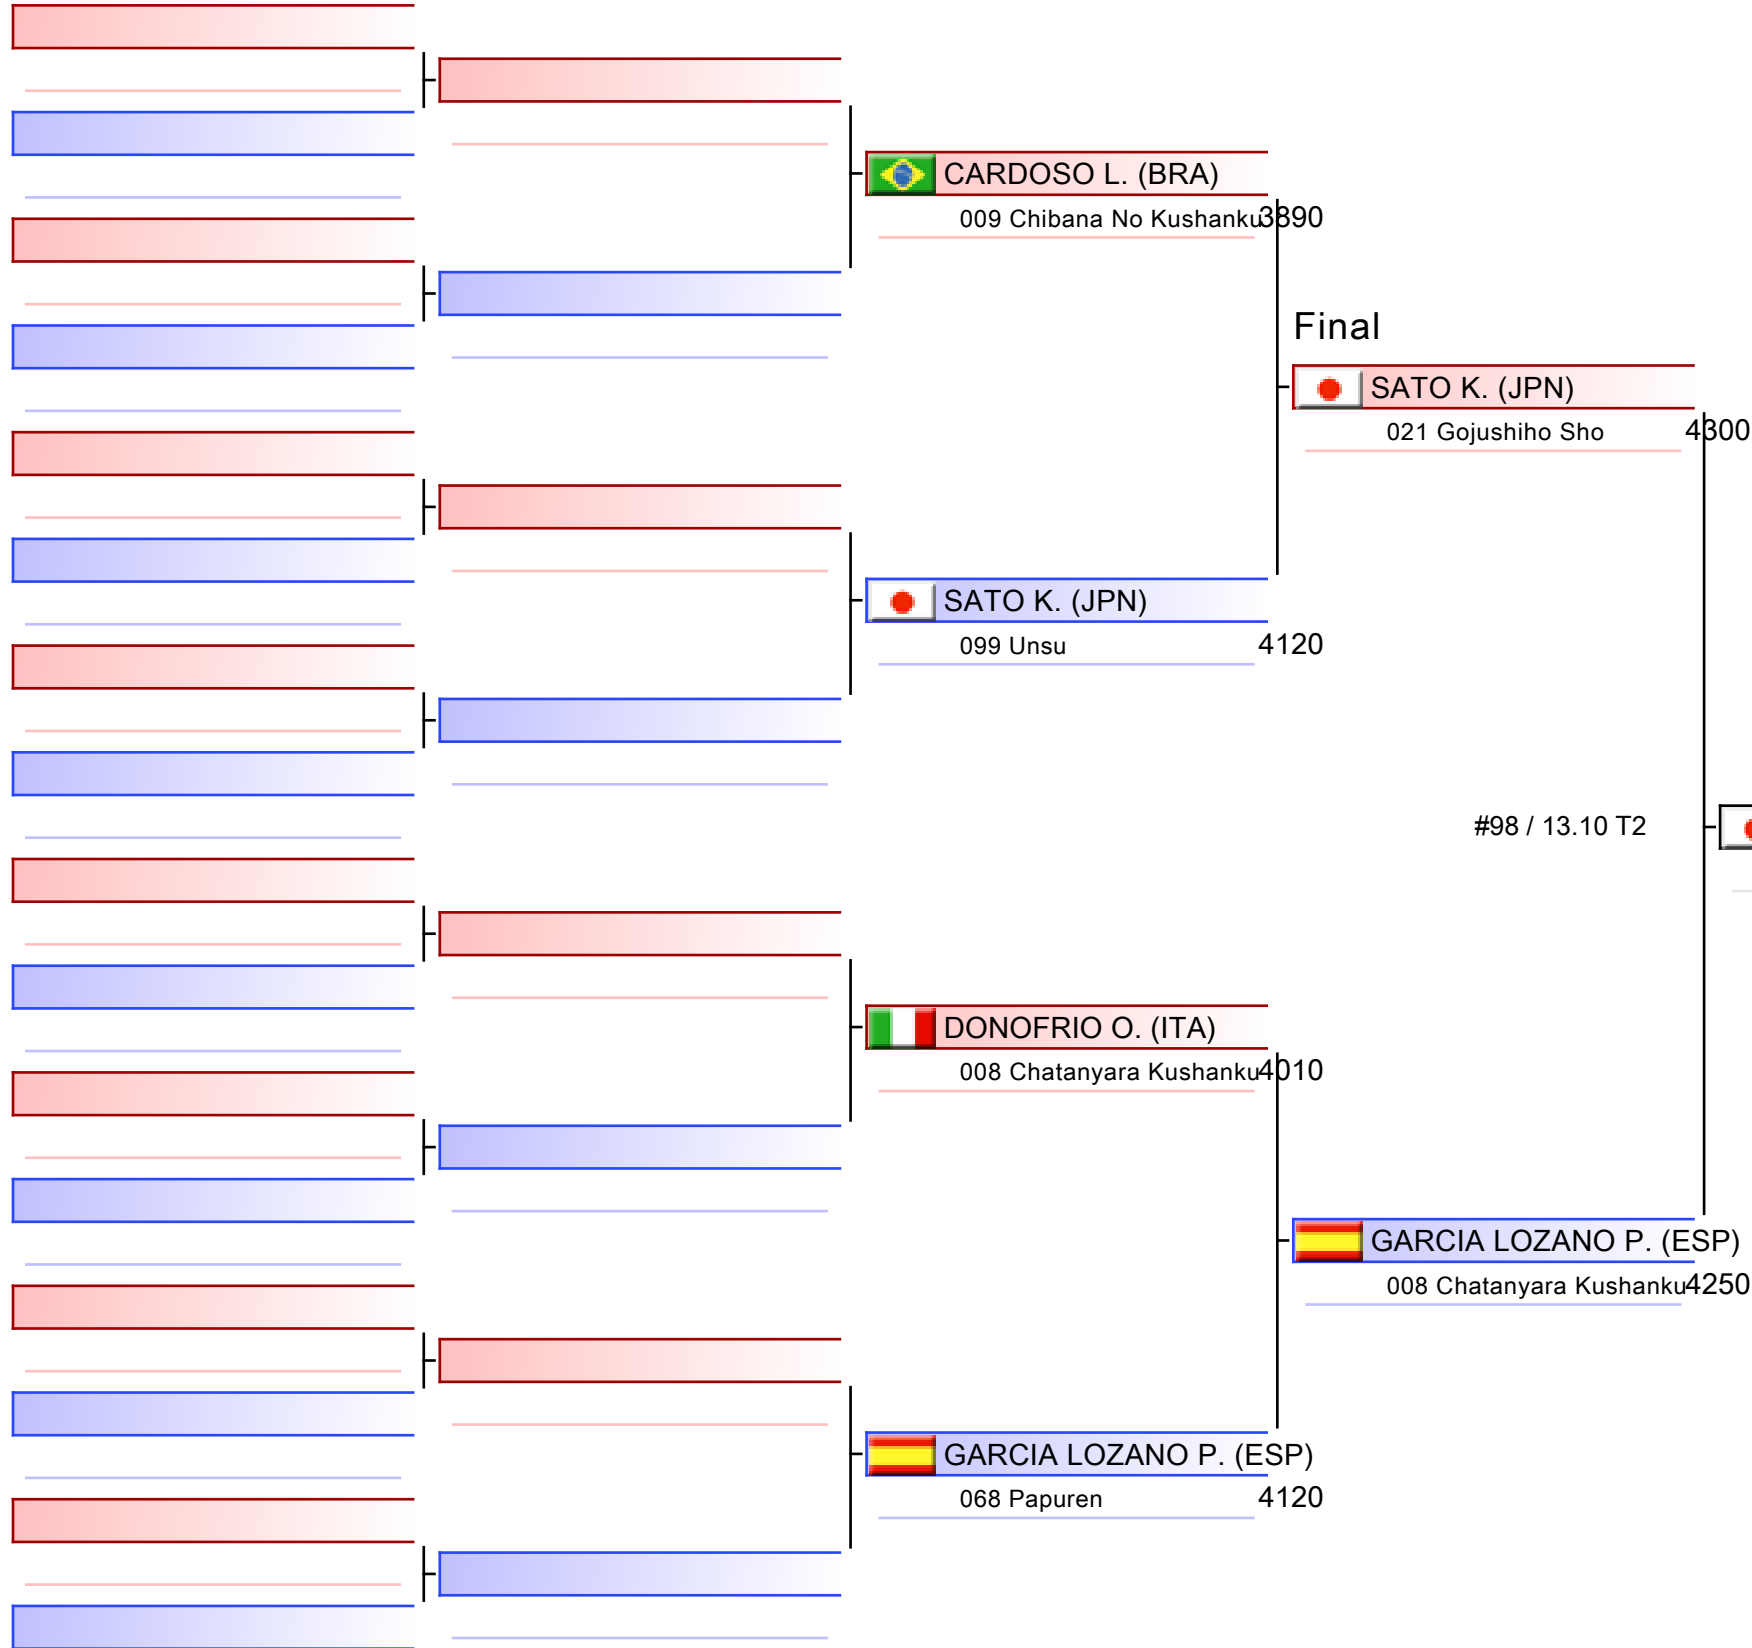 CARDOSO L. (BRA)
009 Chibana No Kushanku 3890
Final
SATO K. (JPN)
021 Gojushiho Sho 4300
SATO K. (JPN)
099 Unsu 4120
#98 / 13.10 T2
DONOFRIO O. (ITA)
008 Chatanyara Kushanku 4010
GARCIA LOZANO P. (ESP)
008 Chatanyara Kushanku 4250
GARCIA LOZANO P. (ESP)
068 Papuren 4120